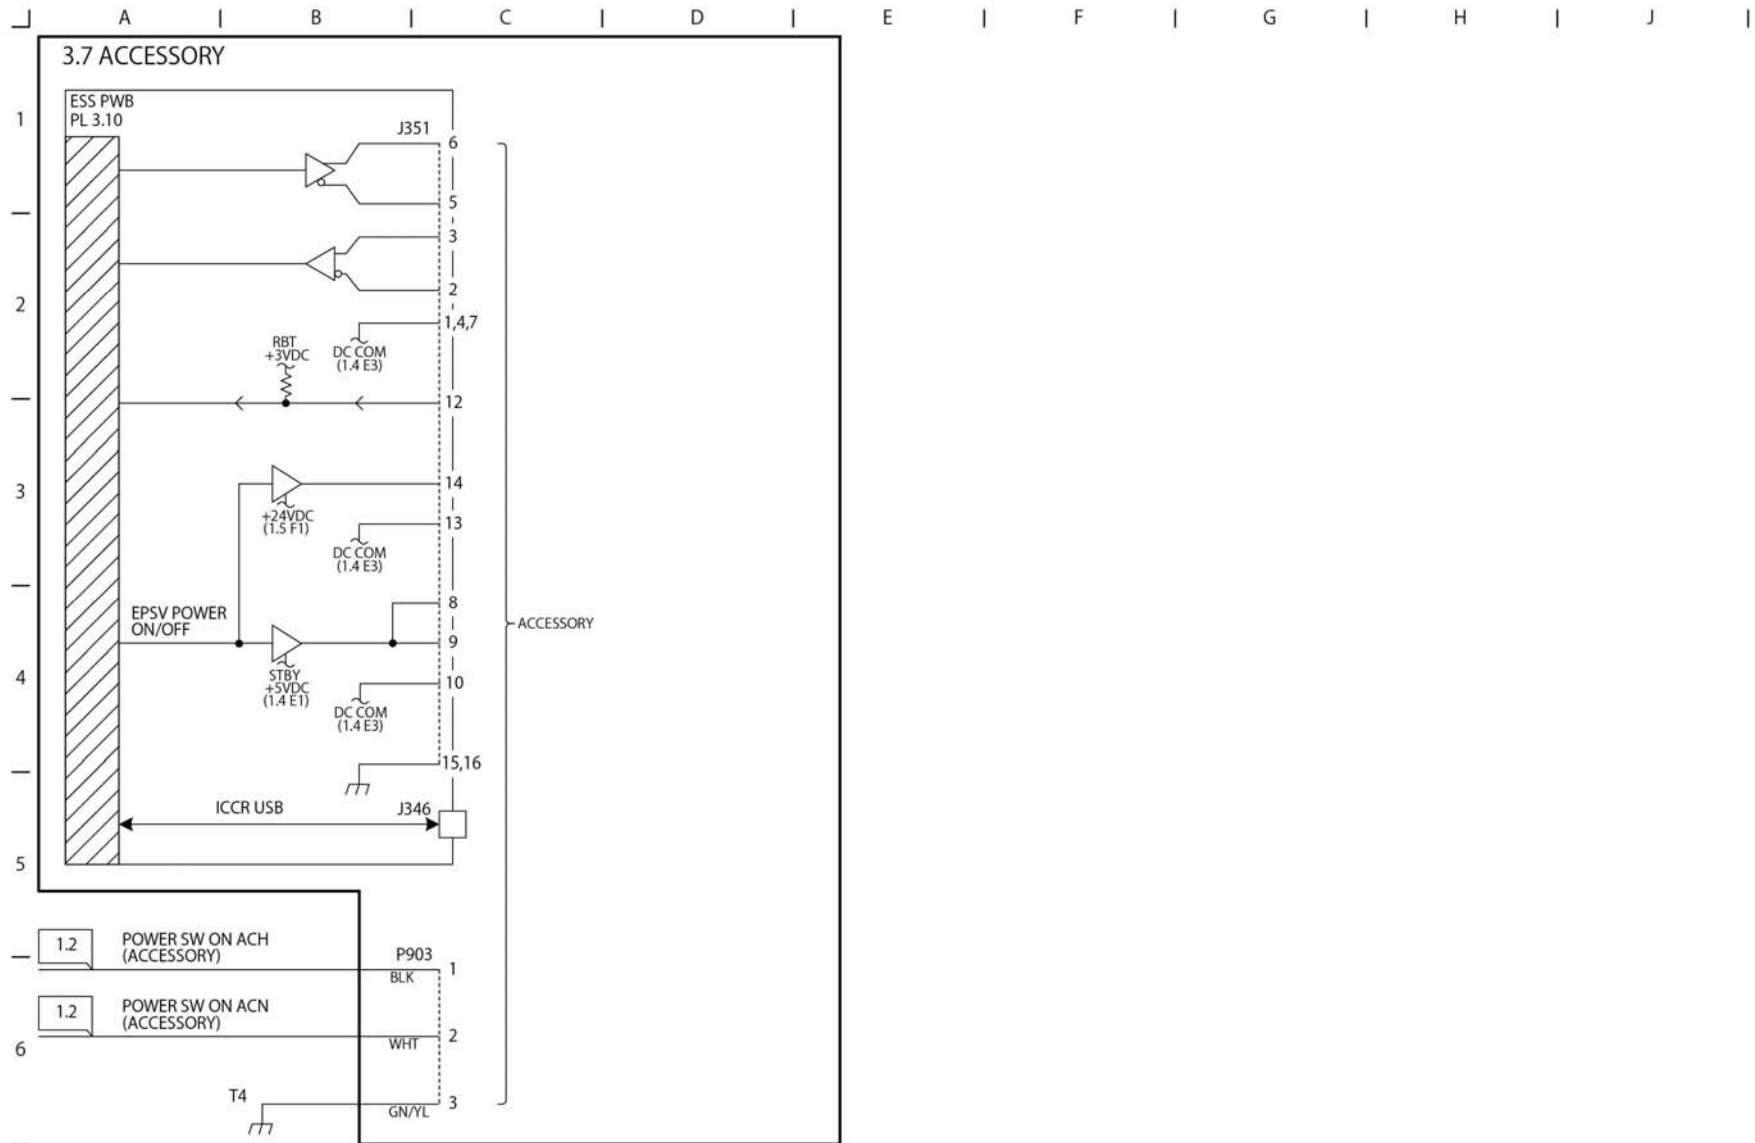 A B C D E F G H J
3.7 ACCESSORY
ESS PWB
PL 3.10
1
J351
6
5
3
2
2
1,4,7
RBT
+3VDC
DC COM
(1.4 E3)
12
3
14
+24VDC
(1.5 F1)
13
DC COM
(1.4 E3)
8
EPSV POWER
ON/OFF
ACCESSORY
9
4
STBY
+5VDC
(1.4 E1)
10
DC COM
(1.4 E3)
15,16
ICCR USB
J346
5
1.2
POWER SW ON ACH
(ACCESSORY)
P903
1
BLK
1.2
POWER SW ON ACN
(ACCESSORY)
2
WHT
6
T4
3
GN/YL